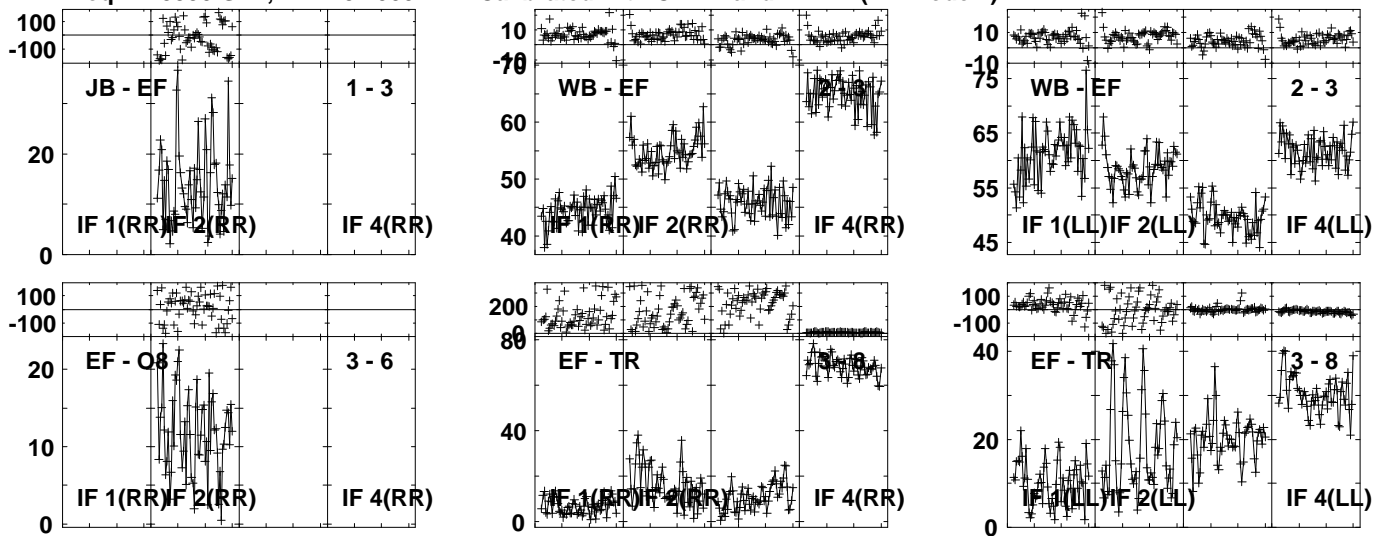 100
-100
JB - EF
1 - 3
20
0
IF 1(RR)
IF 2(RR)
IF 4(RR)
10
-10
70
WB - EF
2 - 3
60
50
40
IF 1(RR)
IF 2(RR)
IF 4(RR)
10
-10
75
WB - EF
2 - 3
65
55
45
IF 1(LL)
IF 2(LL)
IF 4(LL)
100
-100
EF - O8
3 - 6
20
10
0
IF 1(RR)
IF 2(RR)
IF 4(RR)
200
0
80
EF - TR
3 - 8
40
0
IF 1(RR)
IF 2(RR)
IF 4(RR)
100
-100
40
EF - TR
3 - 8
20
0
IF 1(LL)
IF 2(LL)
IF 4(LL)